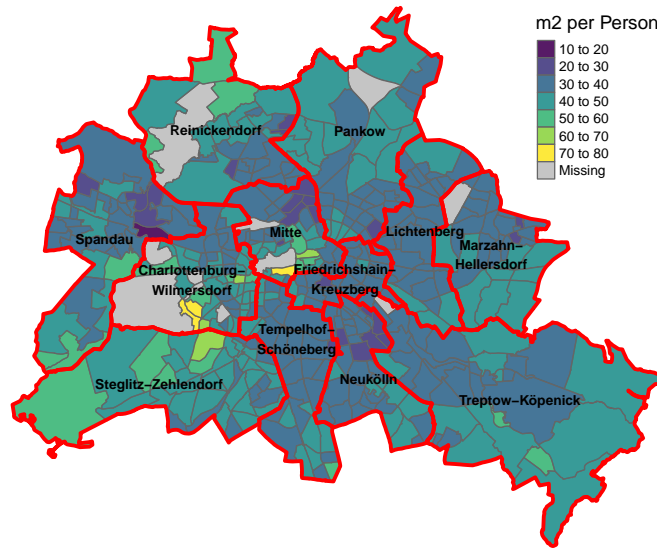 m2 per Person
10 to 20
20 to 30
30 to 40
40 to 50
50 to 60
60 to 70
70 to 80
Missing
Reinickendorf
Pankow
Spandau
Mitte
Lichtenberg
Marzahn−
Hellersdorf
Charlottenburg−
Wilmersdorf
Friedrichshain−
Kreuzberg
Tempelhof−
Schöneberg
Steglitz−Zehlendorf
Neukölln
Treptow−Köpenick